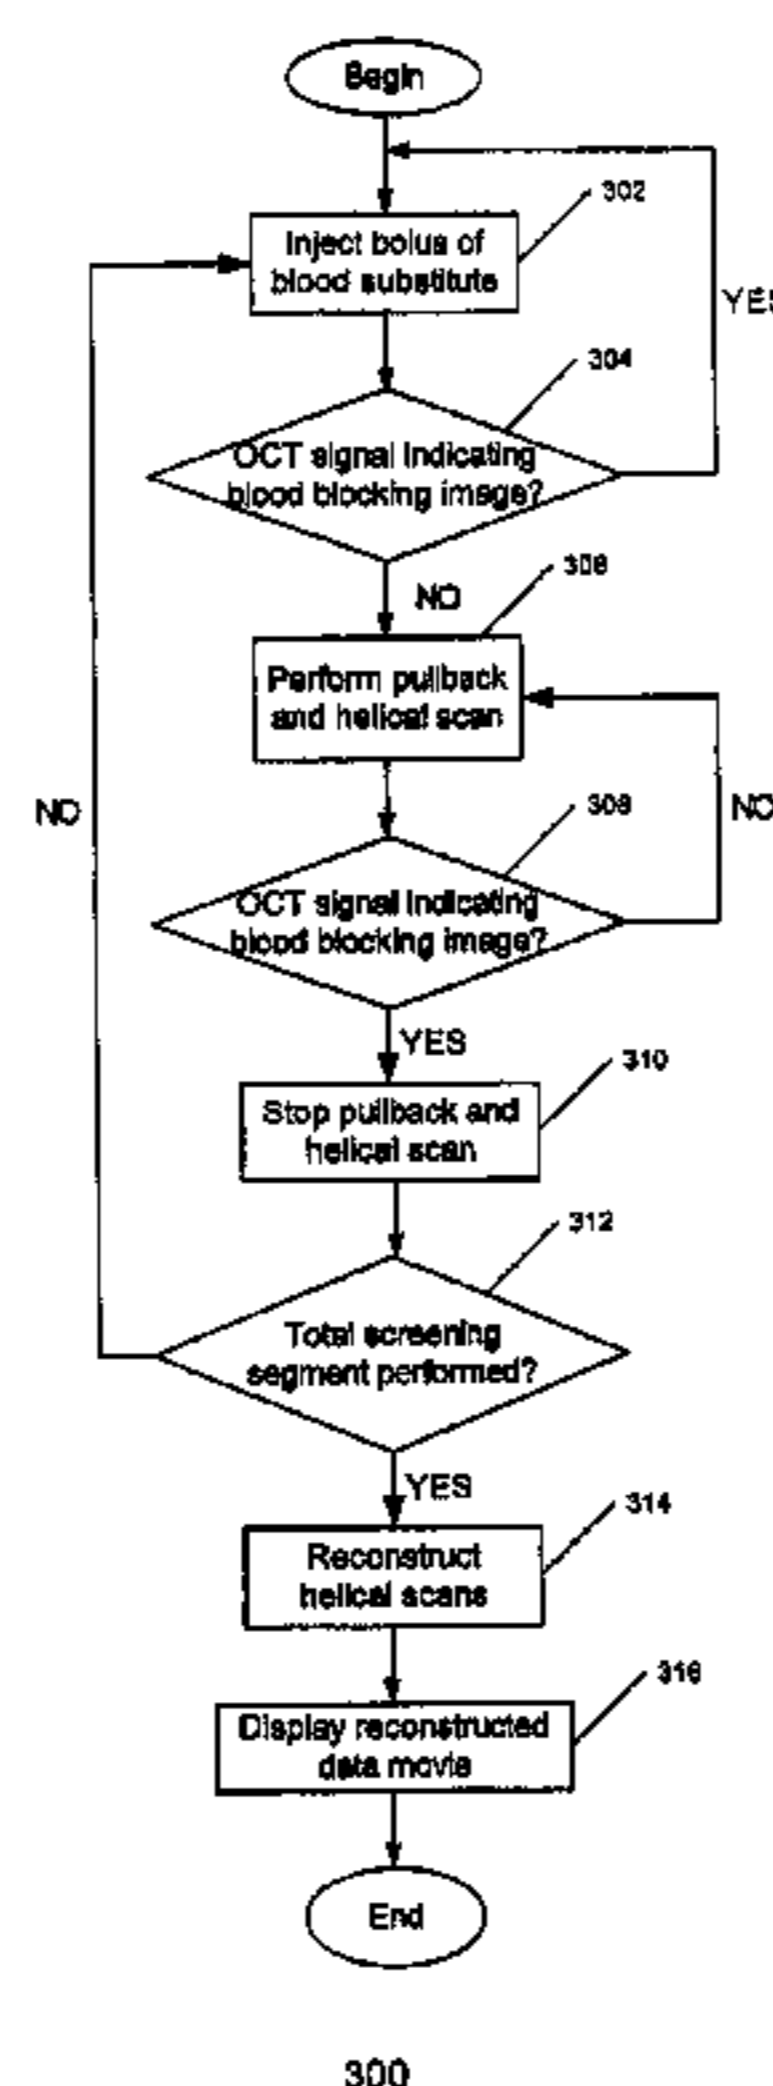 Begin
302
Inject bolus of
blood substitute
YES
304
OCT signal indicating
blood blocking image?
NO
306
Perform pullback
and helical scan
NO
NO
308
OCT signal indicating
blood blocking image?
YES
310
Stop pullback and
helical scan
312
Total screening
segment performed?
YES
314
Reconstruct
helical scans
316
Display reconstructed
data movie
End
300